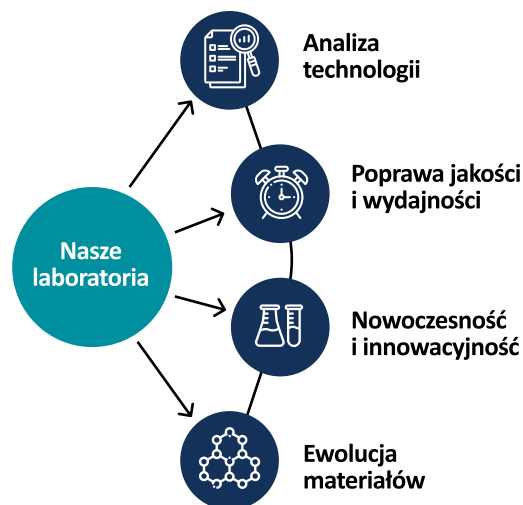 Nasze
laboratoria
Analiza
technologii
Poprawa jakości
i wydajności
Nowoczesność
i innowacyjność
Ewolucja
materiałów